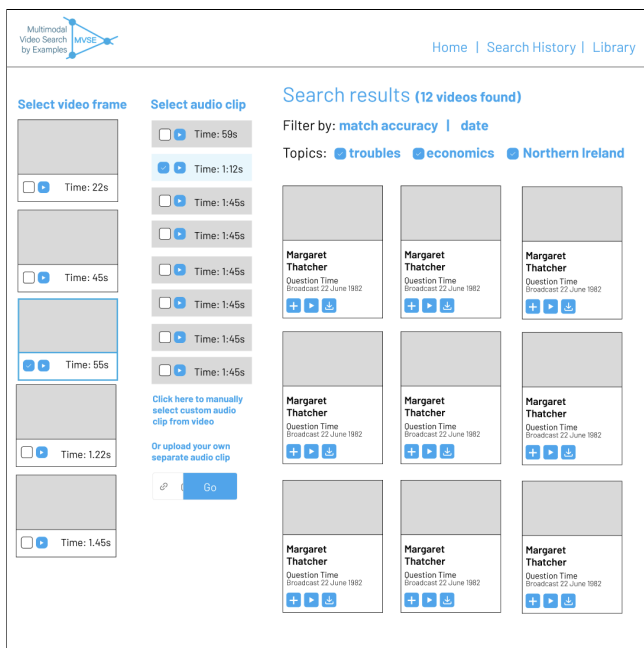 Multimodal
Video Search
by Examples
MVSE
Home | Search History | Library
Select video frame
Time: 22s
Time: 45s
Time: 55s
Time: 1.22s
Time: 1.45s
Select audio clip
Time: 59s
Time: 1:12s
Time: 1:45s
Time: 1:45s
Time: 1:45s
Time: 1:45s
Time: 1:45s
Time: 1:45s
Click here to manually
select custom audio
clip from video
Or upload your own
separate audio clip
Go
Search results (12 videos found)
Filter by: match accuracy | date
Topics: troubles economics Northern Ireland
Margaret
Thatcher
Question Time
Broadcast 22 June 1982
Margaret
Thatcher
Question Time
Broadcast 22 June 1982
Margaret
Thatcher
Question Time
Broadcast 22 June 1982
Margaret
Thatcher
Question Time
Broadcast 22 June 1982
Margaret
Thatcher
Question Time
Broadcast 22 June 1982
Margaret
Thatcher
Question Time
Broadcast 22 June 1982
Margaret
Thatcher
Question Time
Broadcast 22 June 1982
Margaret
Thatcher
Question Time
Broadcast 22 June 1982
Margaret
Thatcher
Question Time
Broadcast 22 June 1982